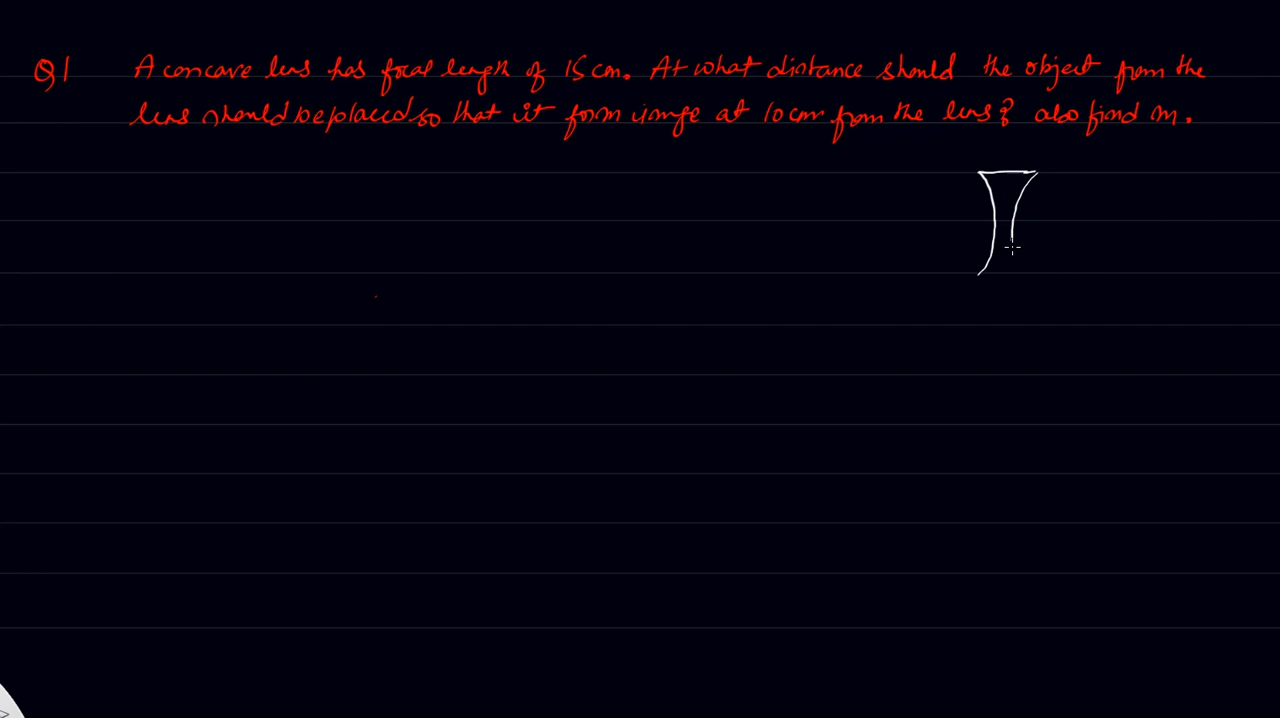 Q1 A concave lens has focal length of 15 cm. At what distance should the object from the
lens should be placed so that it form image at 10 cm from the lens? also find m.